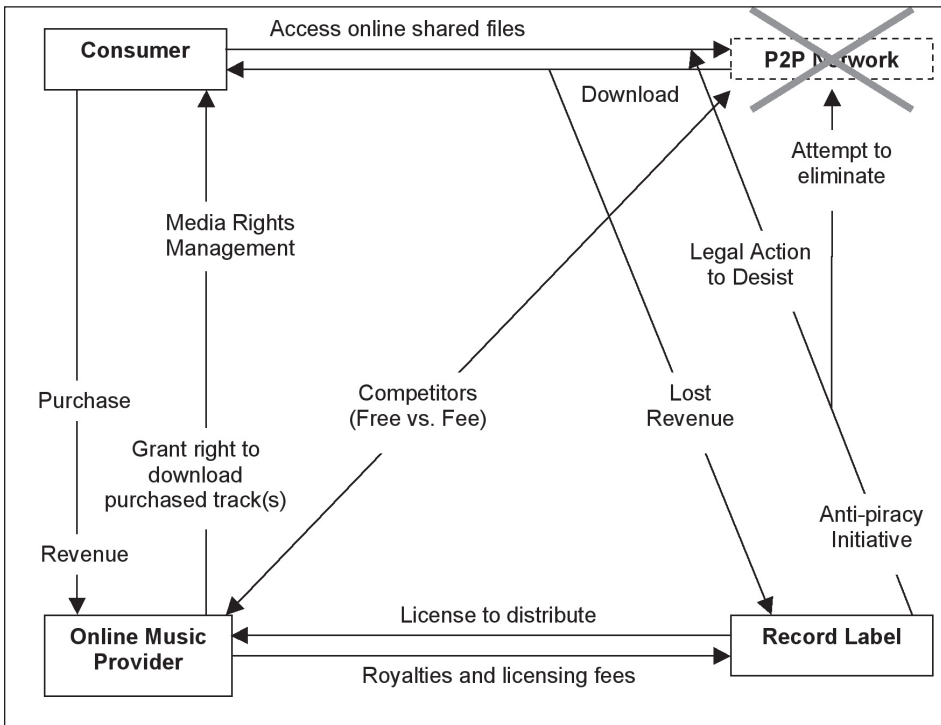 Access online shared files
Consumer
P2P Network
Download
Attempt to
eliminate
Media Rights
Management
Legal Action
to Desist
Purchase
Competitors
(Free vs. Fee)
Lost
Revenue
Grant right to
download
purchased track(s)
Revenue
Anti-piracy
Initiative
License to distribute
Online Music
Provider
Record Label
Royalties and licensing fees